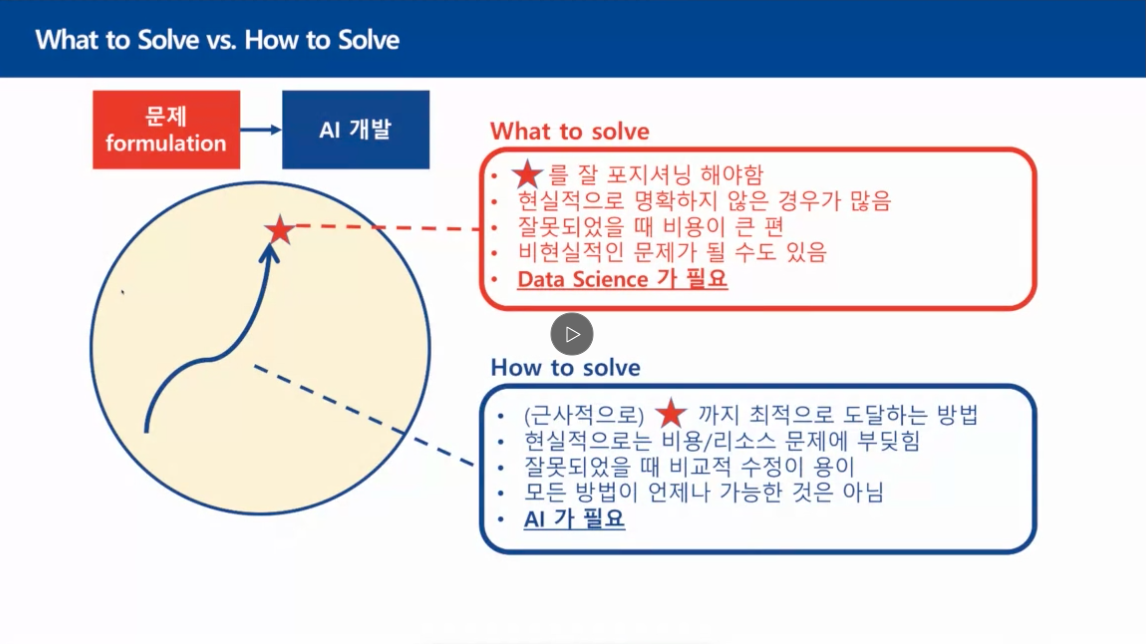 What to Solve vs. How to Solve
문제
formulation
AI 개발
What to solve
• ★ 를 잘 포지셔닝 해야함
• 현실적으로 명확하지 않은 경우가 많음
• 잘못되었을 때 비용이 큰 편
• 비현실적인 문제가 될 수도 있음
• Data Science 가 필요
How to solve
• (근사적으로) ★ 까지 최적으로 도달하는 방법
• 현실적으로는 비용/리소스 문제에 부딪힘
• 잘못되었을 때 비교적 수정이 용이
• 모든 방법이 언제나 가능한 것은 아님
• AI 가 필요